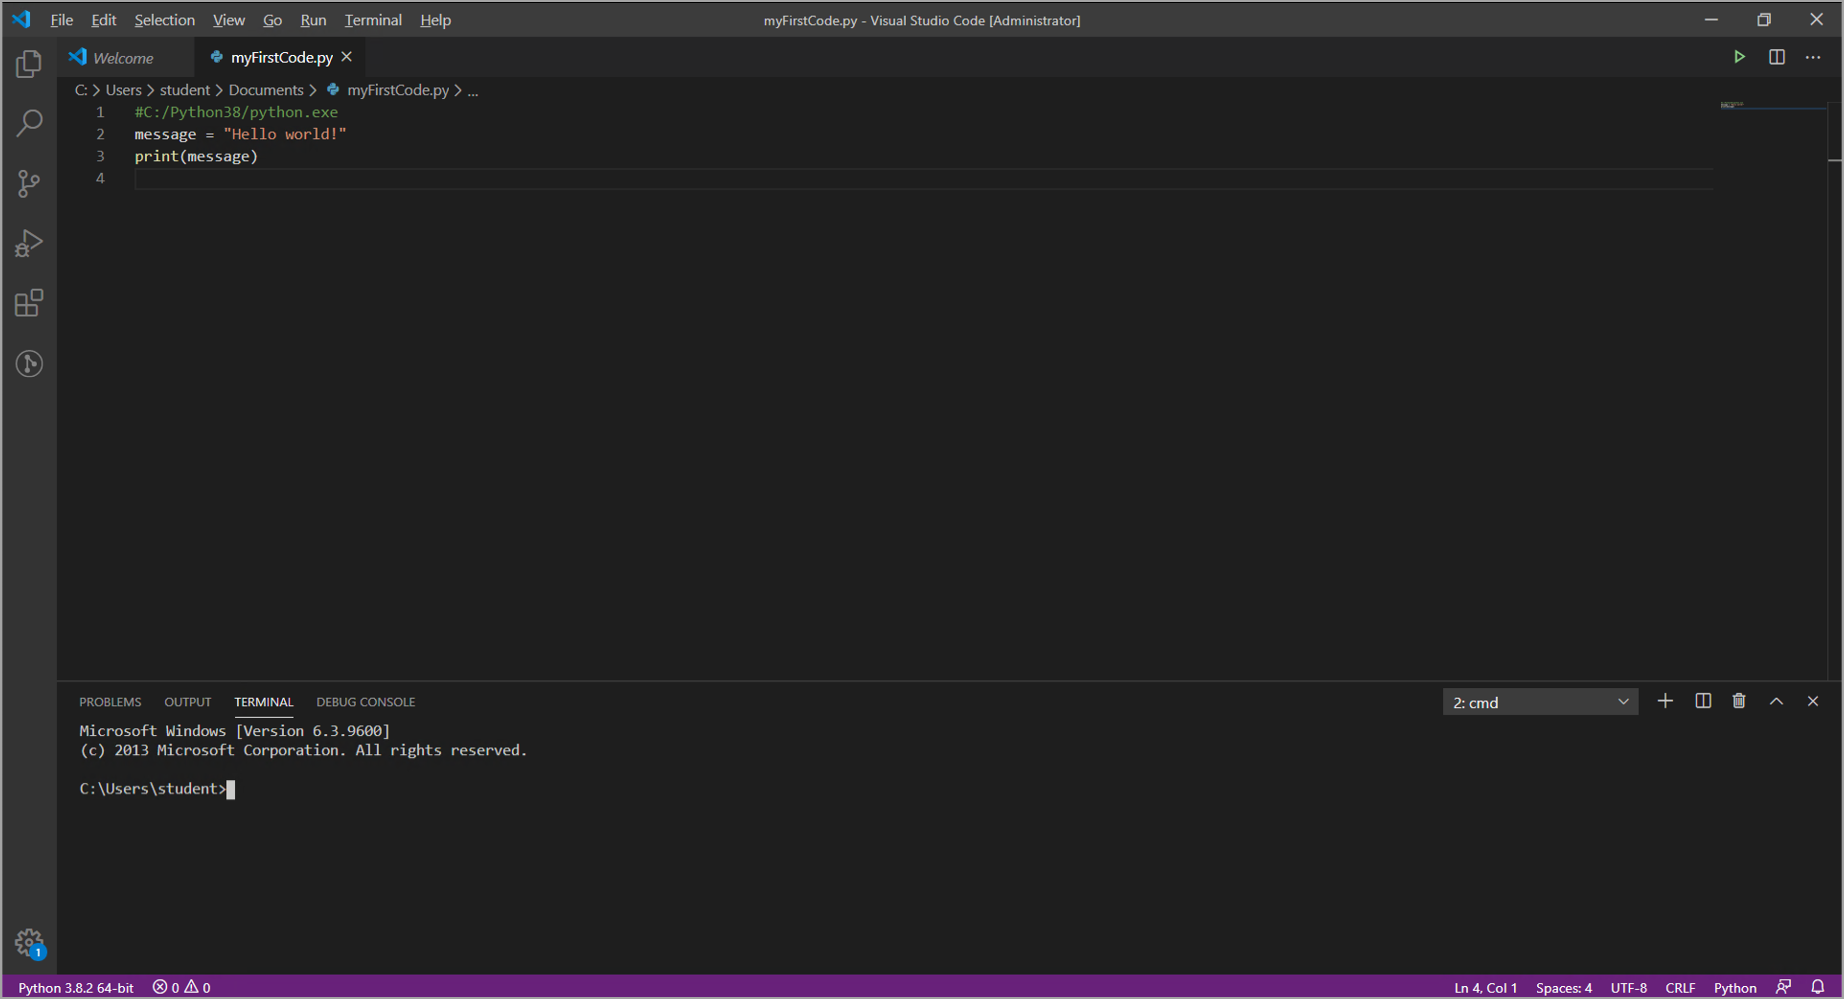 File Edit Selection View Go Run Terminal Help
myFirstCode.py - Visual Studio Code [Administrator]
Welcome
myFirstCode.py
C: > Users > student > Documents > myFirstCode.py > ...
1 #C:/Python38/python.exe
2 message = "Hello world!"
3 print(message)
4
PROBLEMS OUTPUT TERMINAL DEBUG CONSOLE
2: cmd
Microsoft Windows [Version 6.3.9600]
(c) 2013 Microsoft Corporation. All rights reserved.
C:\Users\student>
1
Python 3.8.2 64-bit 0 0
Ln 4, Col 1 Spaces: 4 UTF-8 CRLF Python